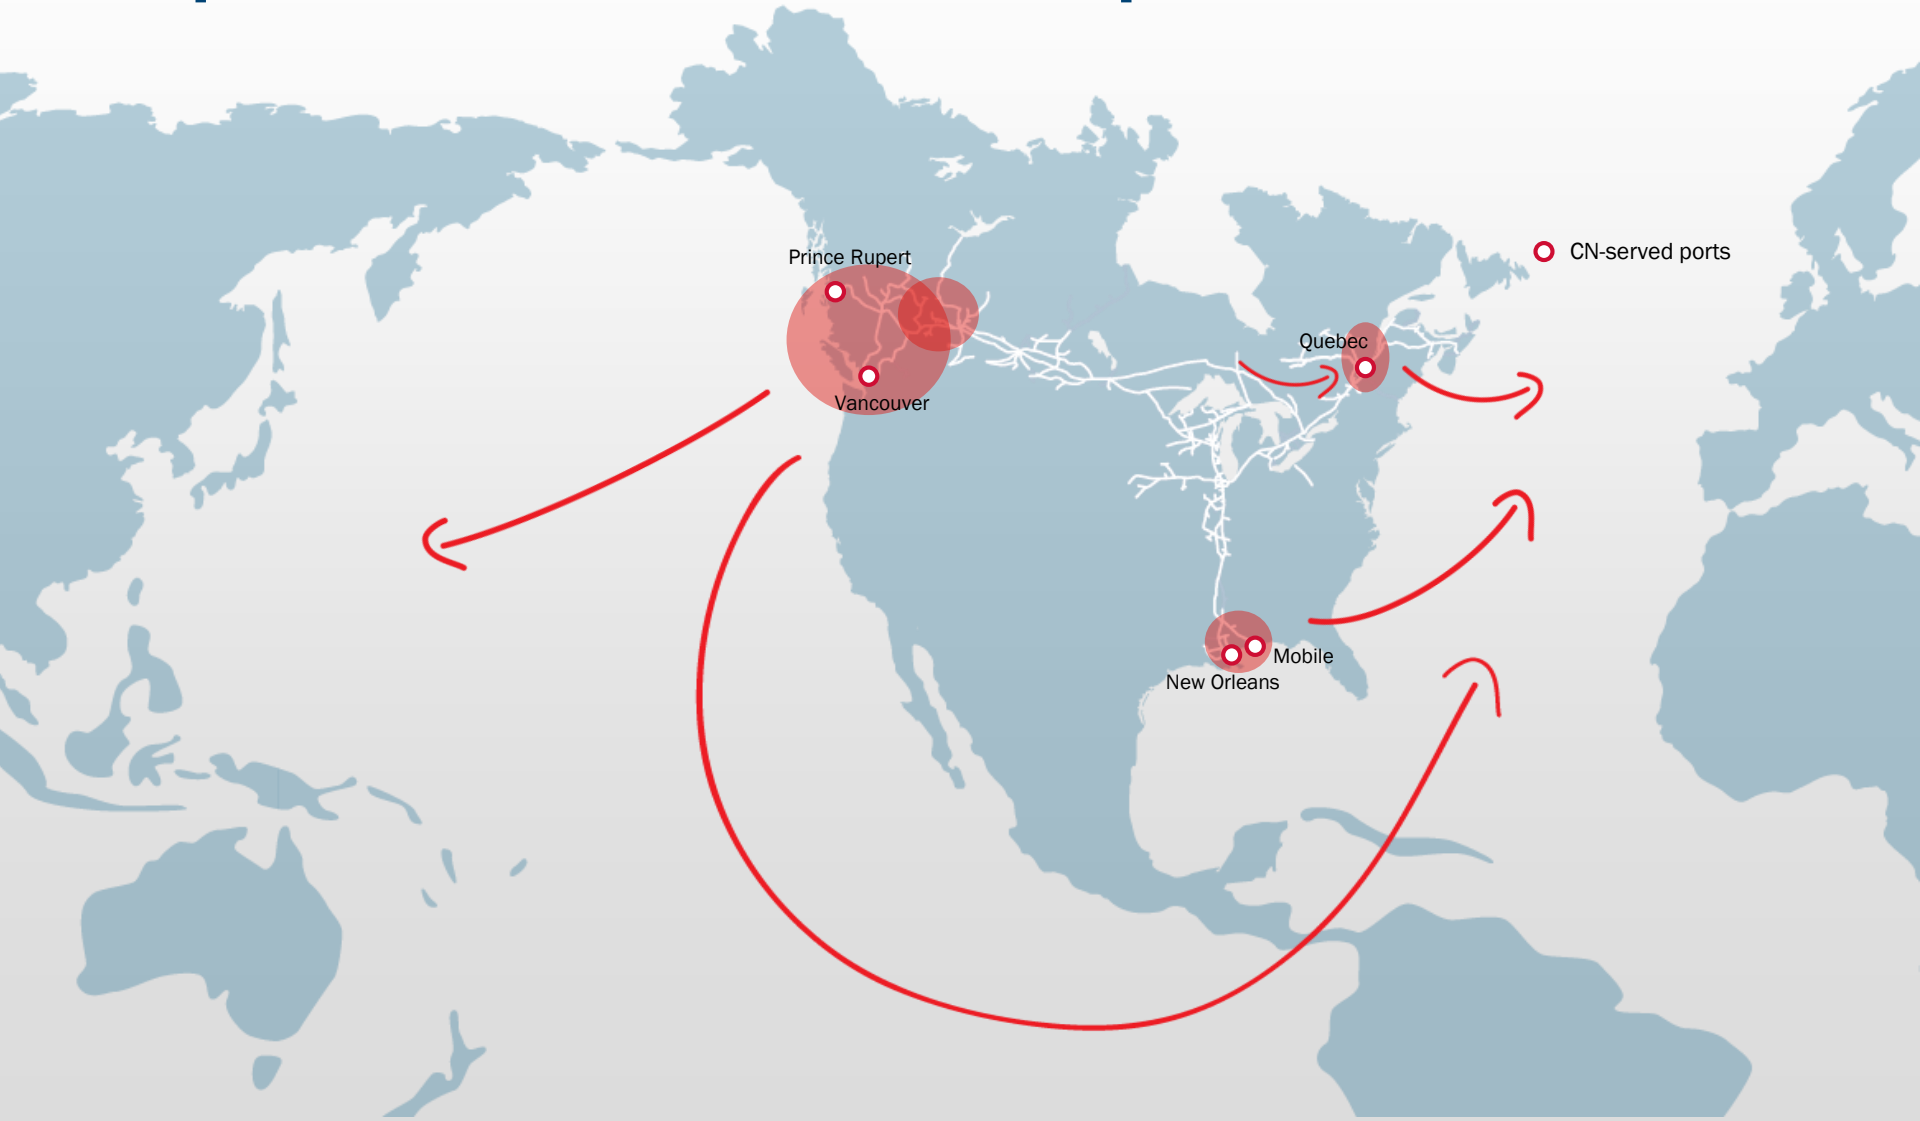 Prince Rupert
CN-served ports
Quebec
Vancouver
Mobile
New Orleans